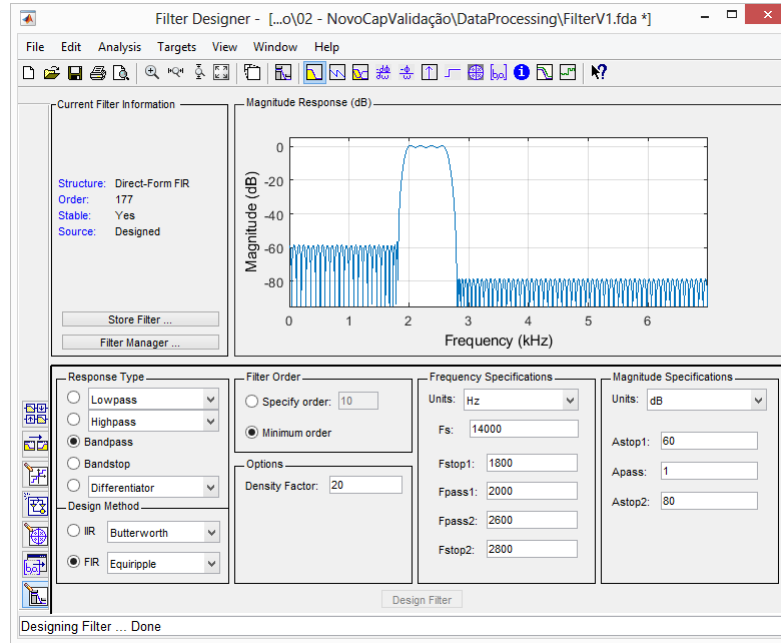 Filter Designer - [...o\02 - NovoCapValidação\DataProcessing\FilterV1.fda *]
File Edit Analysis Targets View Window Help
Current Filter Information
Structure: Direct-Form FIR
Order: 177
Stable: Yes
Source: Designed
Store Filter ...
Filter Manager ...
Magnitude Response (dB)
0
-20
-40
-60
-80
Magnitude (dB)
0 1 2 3 4 5 6
Frequency (kHz)
Response Type
Lowpass
Highpass
Bandpass
Bandstop
Differentiator
Design Method
IIR Butterworth
FIR Equiripple
Filter Order
Specify order: 10
Minimum order
Options
Density Factor: 20
Frequency Specifications
Units: Hz
Fs: 14000
Fstop1: 1800
Fpass1: 2000
Fpass2: 2600
Fstop2: 2800
Magnitude Specifications
Units: dB
Astop1: 60
Apass: 1
Astop2: 80
Design Filter
Designing Filter ... Done